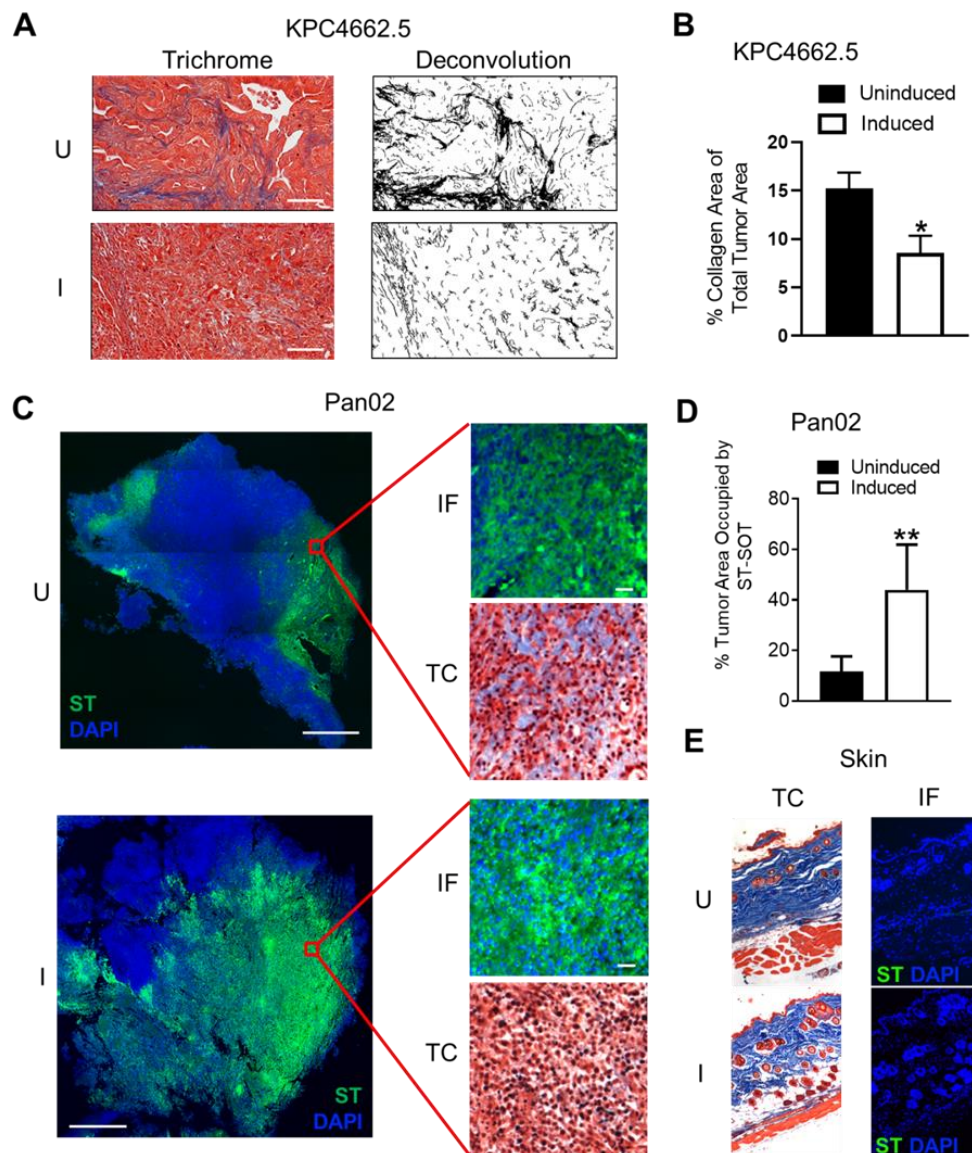 A
KPC4662.5
Trichrome
Deconvolution
U
I
B
KPC4662.5
Uninduced
Induced
% Collagen Area of
Total Tumor Area
20
15
10
5
0
*
C
Pan02
U
ST
DAPI
IF
TC
I
ST
DAPI
IF
TC
D
Pan02
Uninduced
Induced
% Tumor Area Occupied by
ST-SOT
80
60
40
20
0
**
E
Skin
TC
IF
U
ST DAPI
I
ST DAPI